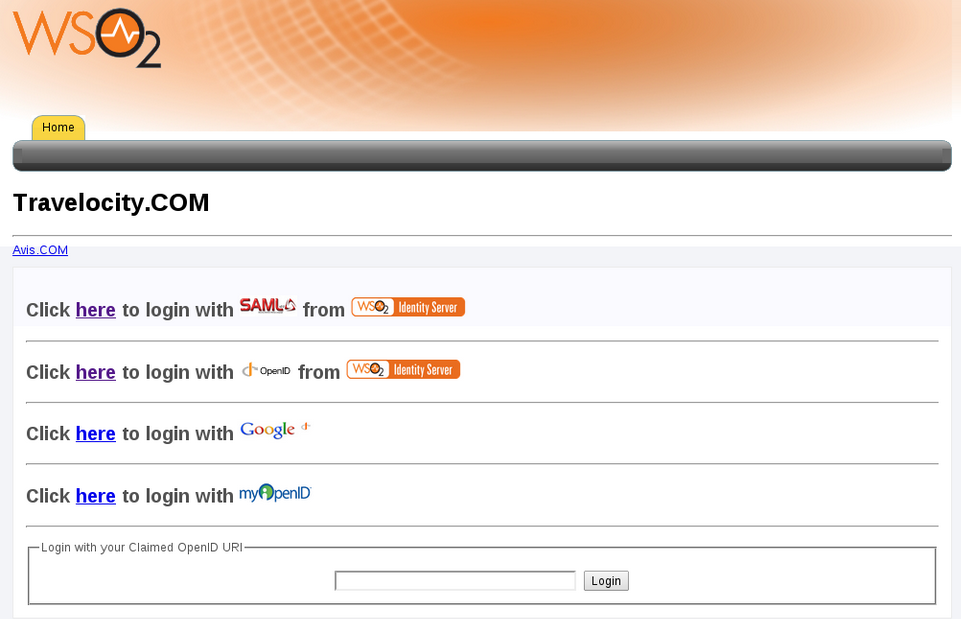 WSO2
Home
Travelocity.COM
Avis.COM
Click here to login with SAML from WSO2 Identity Server
Click here to login with OpenID from WSO2 Identity Server
Click here to login with Google
Click here to login with myOpenID
Login with your Claimed OpenID URI
Login